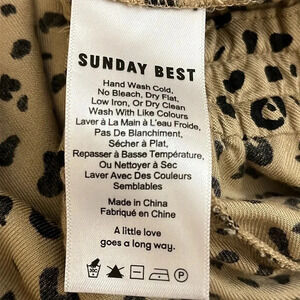 SUNDAY BEST
Hand Wash Cold,
No Bleach, Dry Flat,
Low Iron, Or Dry Clean
Wash With Like Colours
Laver À La Main à L'eau Froide,
Pas De Blanchiment,
Sécher à Plat,
Repasser à Basse Température,
Ou Nettoyer à Sec
Laver Avec Des Couleurs
Semblables
Made in China
Fabriqué en Chine
A little love
goes a long way.
P